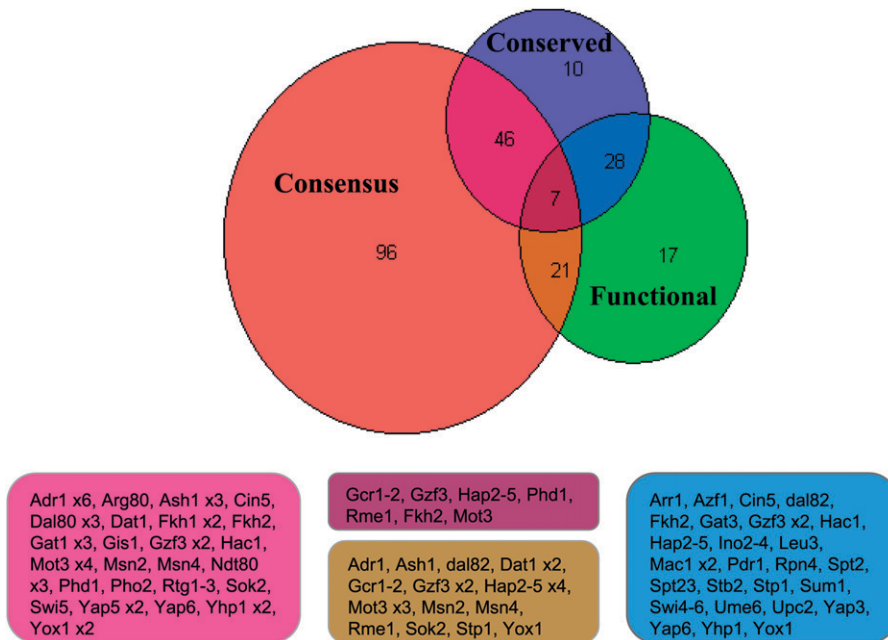 Conserved
10
46
28
Consensus
7
96
21
17
Functional
Adr1 x6, Arg80, Ash1 x3, Cin5,
Dal80 x3, Dat1, Fkh1 x2, Fkh2,
Gat1 x3, Gis1, Gzf3 x2, Hac1,
Mot3 x4, Msn2, Msn4, Ndt80
x3, Phd1, Pho2, Rtg1-3, Sok2,
Swi5, Yap5 x2, Yap6, Yhp1 x2,
Yox1 x2
Gcr1-2, Gzf3, Hap2-5, Phd1,
Rme1, Fkh2, Mot3
Adr1, Ash1, dal82, Dat1 x2,
Gcr1-2, Gzf3 x2, Hap2-5 x4,
Mot3 x3, Msn2, Msn4,
Rme1, Sok2, Stp1, Yox1
Arr1, Azf1, Cin5, dal82,
Fkh2, Gat3, Gzf3 x2, Hac1,
Hap2-5, Ino2-4, Leu3,
Mac1 x2, Pdr1, Rpn4, Spt2,
Spt23, Stb2, Stp1, Sum1,
Swi4-6, Ume6, Upc2, Yap3,
Yap6, Yhp1, Yox1